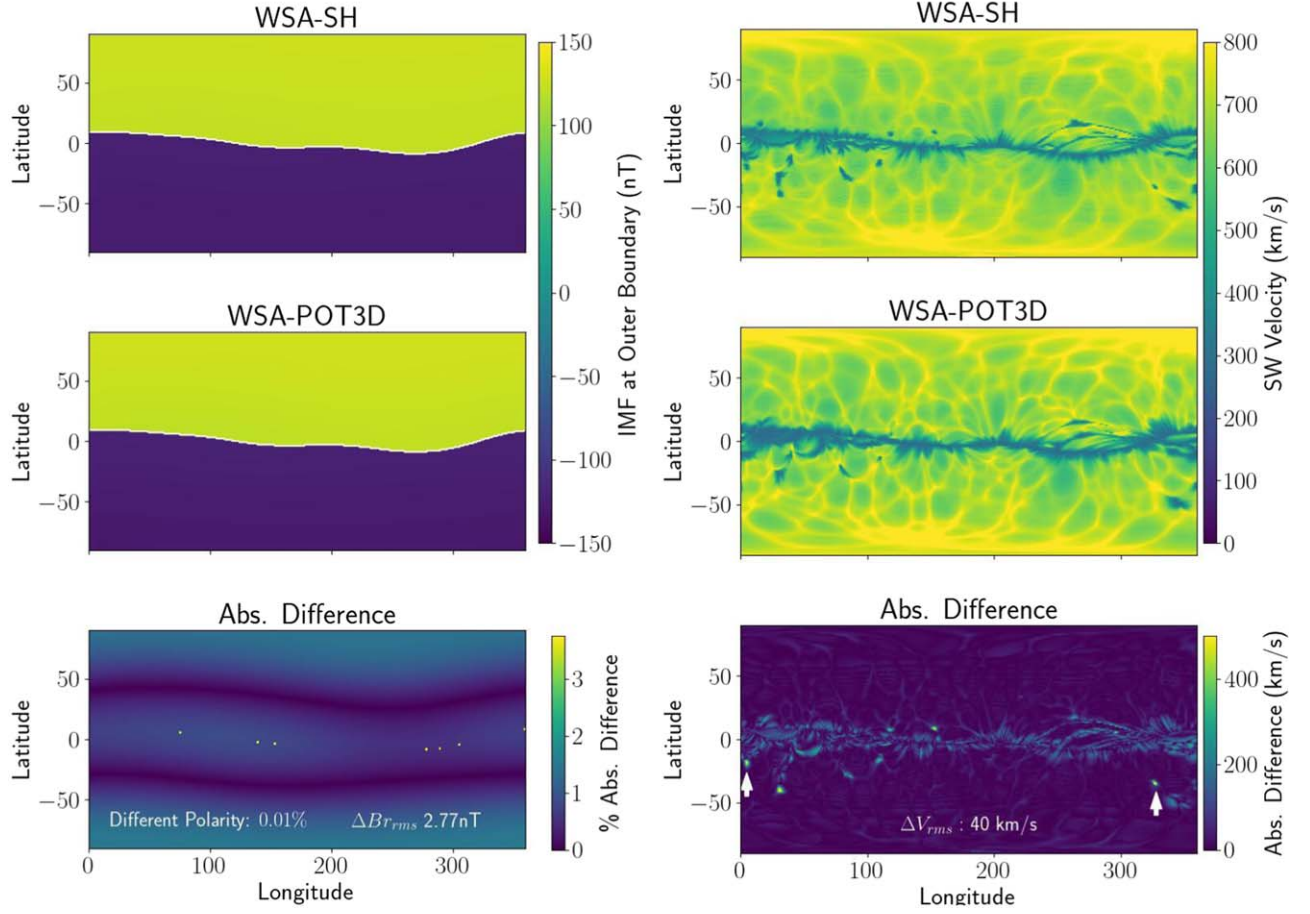 WSA-SH
Latitude
50
0
−50
150
100
50
0
−50
−100
−150
IMF at Outer Boundary (nT)
WSA-POT3D
Latitude
50
0
−50
Abs. Difference
Latitude
50
0
−50
Different Polarity: 0.01% ΔBr_rms 2.77nT
0 100 200 300
Longitude
3
2
1
0
% Abs. Difference
WSA-SH
Latitude
50
0
−50
800
700
600
500
400
300
200
100
0
SW Velocity (km/s)
WSA-POT3D
Latitude
50
0
−50
Abs. Difference
Latitude
50
0
−50
ΔV_rms : 40 km/s
0 100 200 300
Longitude
400
200
0
Abs. Difference (km/s)